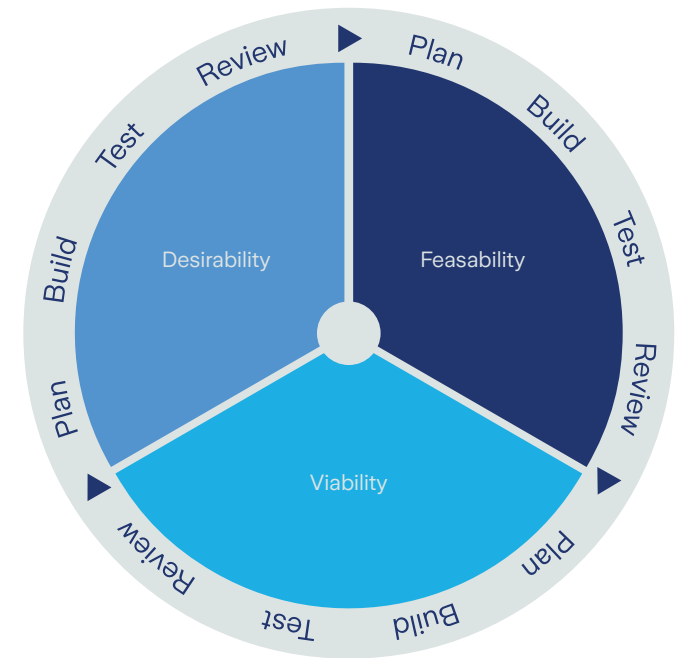 Plan
Build
Test
Review
Plan
Build
Test
Review
Plan
Build
Test
Review
Desirability
Feasability
Viability